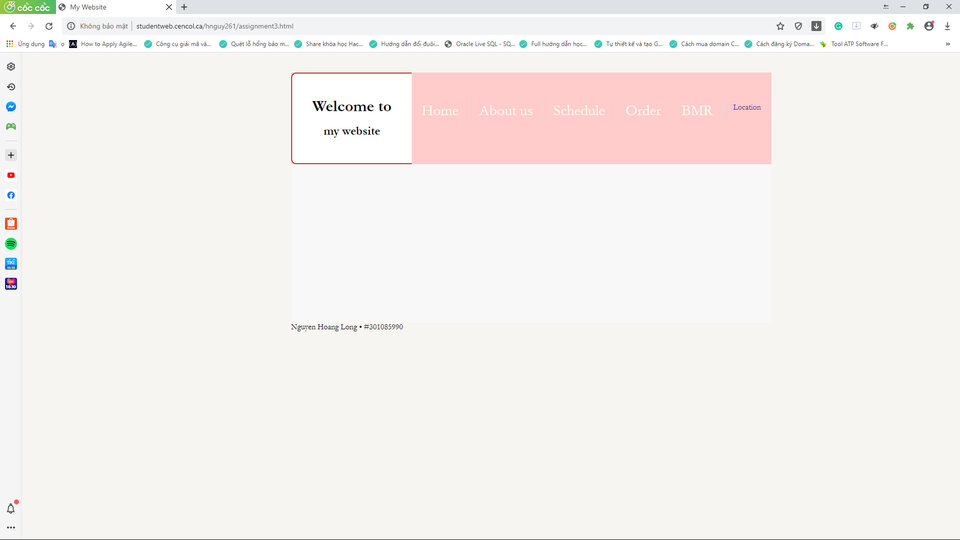 cốc cốc
My Website
Không bảo mật
studentweb.cencol.ca/hnguy261/assignment3.html
Ứng dụng
How to Apply Agile...
Công cụ giải mã và...
Quét lỗ hổng bảo m...
Share khóa học Hac...
Hướng dẫn đổi đuôi...
Oracle Live SQL - SQ...
Full hướng dẫn học...
Tự thiết kế và tạo G...
Cách mua domain C...
Cách đăng ký Doma...
Tool ATP Software F...
Welcome to
my website
Home
About us
Schedule
Order
BMR
Location
Nguyen Hoang Long • #301085990